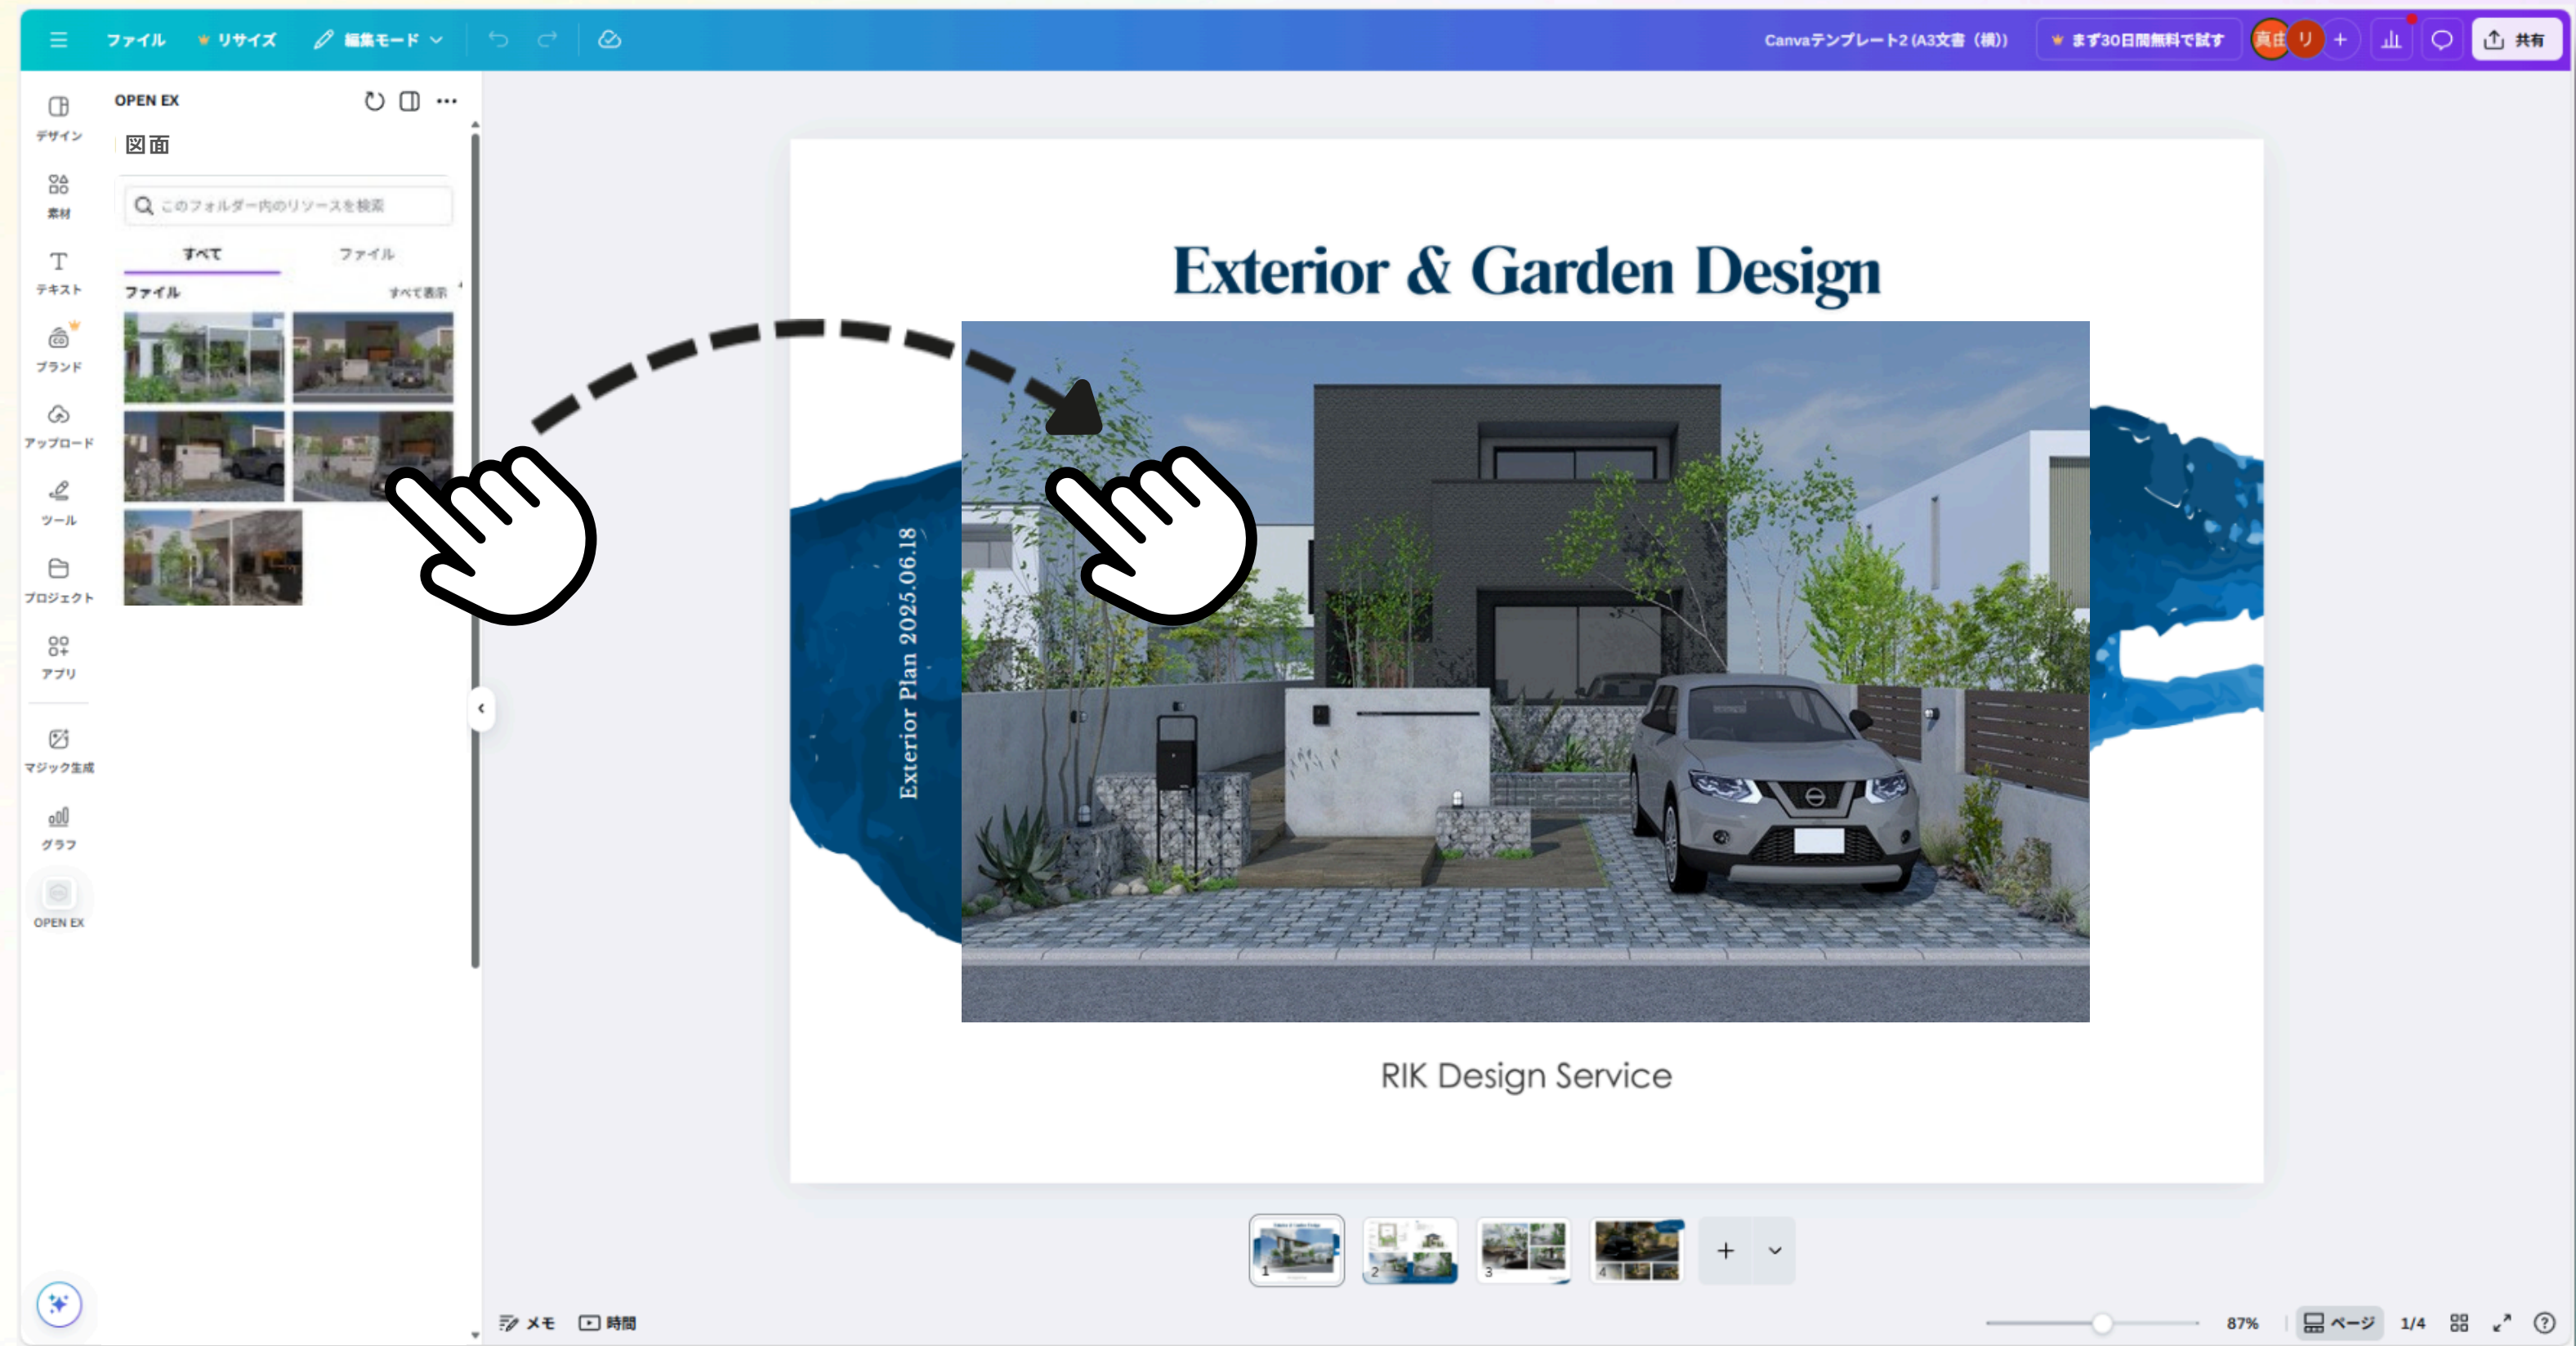 ファイル
リサイズ
編集モード
Canvaテンプレート2 (A3文書（横）)
まず30日間無料で試す
真庄
リ
共有
デザイン
素材
テキスト
ブランド
アップロード
ツール
プロジェクト
アプリ
マジック生成
グラフ
OPEN EX
OPEN EX
図面
このフォルダー内のリソースを検索
すべて
ファイル
ファイル
すべて表示
Exterior & Garden Design
Exterior Plan 2025.06.18
RIK Design Service
1
2
3
4
メモ
時間
87%
ページ
1/4